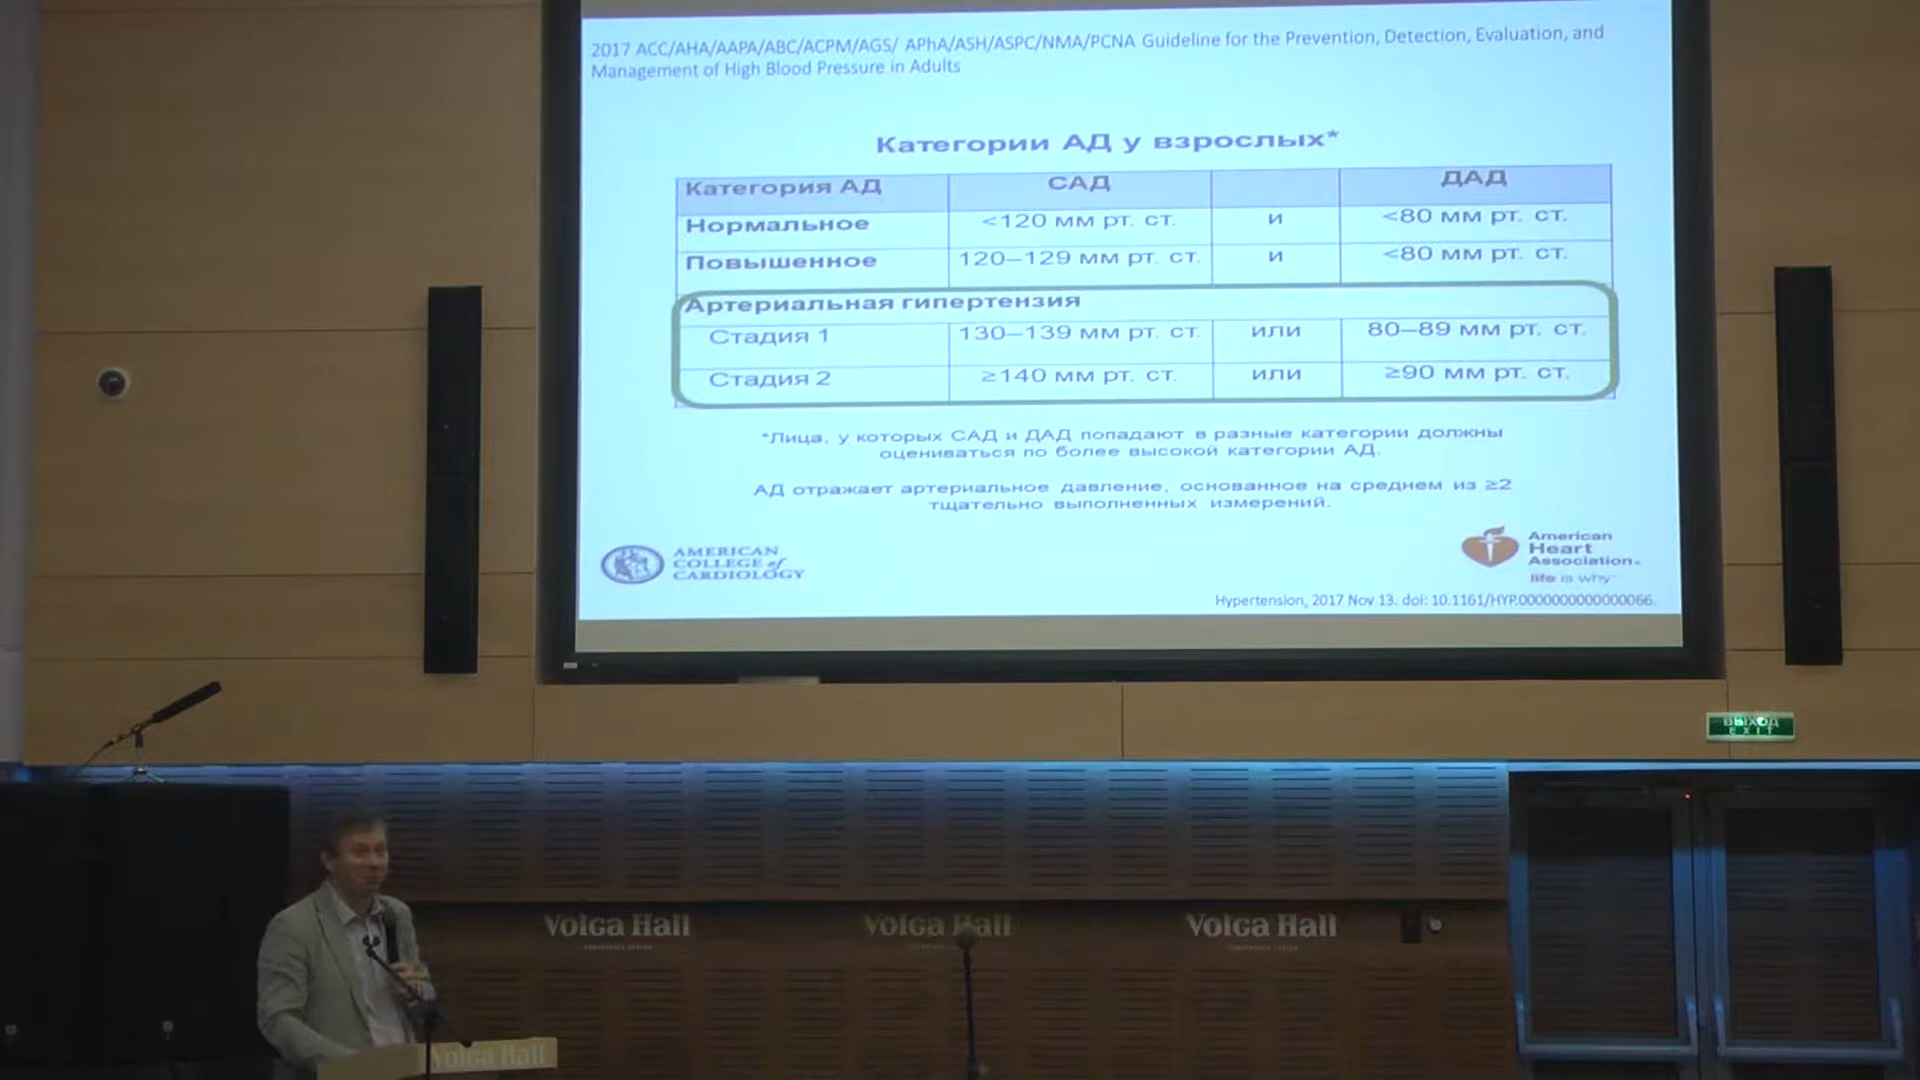 2017 ACC/AHA/AAPA/ABC/ACPM/AGS/ APhA/ASH/ASPC/NMA/PCNA Guideline for the Prevention, Detection, Evaluation, and
Management of High Blood Pressure in Adults
Категории АД у взрослых*
Категория АД САД ДАД
Нормальное <120 мм рт. ст. и <80 мм рт. ст.
Повышенное 120–129 мм рт. ст. и <80 мм рт. ст.
Артериальная гипертензия
Стадия 1 130–139 мм рт. ст. или 80–89 мм рт. ст.
Стадия 2 ≥140 мм рт. ст. или ≥90 мм рт. ст.
*Лица, у которых САД и ДАД попадают в разные категории должны
оцениваться по более высокой категории АД.
АД отражает артериальное давление, основанное на среднем из ≥2
тщательно выполненных измерений.
AMERICAN
COLLEGE of
CARDIOLOGY
American
Heart
Association.
life is why
Hypertension, 2017 Nov 13. doi: 10.1161/HYP.0000000000000066.
ВЫХОД
EXIT
Volga Hall
Volga Hall
Volga Hall
Volga Hall